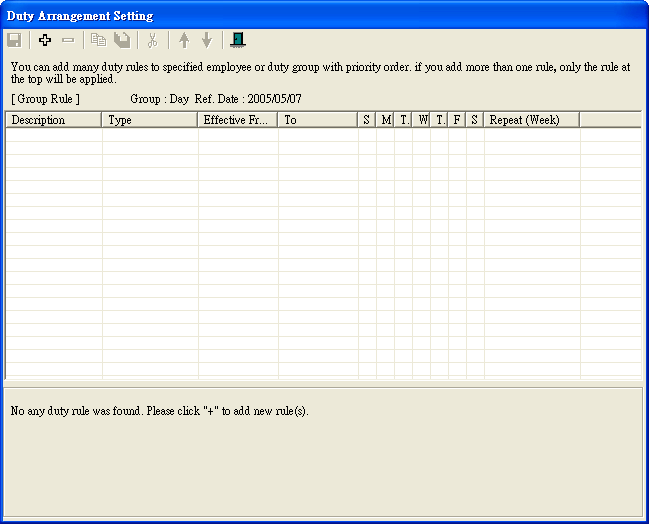 Duty Arrangement Setting
You can add many duty rules to specified employee or duty group with priority order. if you add more than one rule, only the rule at
the top will be applied.
[ Group Rule ] Group : Day Ref. Date : 2005/05/07
Description Type Effective Fr... To S M T. W T. F S Repeat (Week)
No any duty rule was found. Please click "+" to add new rule(s).